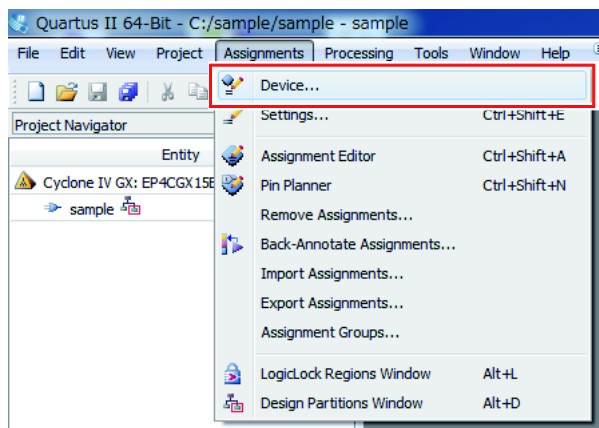 Quartus II 64-Bit - C:/sample/sample - sample
File Edit View Project Assignments Processing Tools Window Help
Device...
Project Navigator
Settings... Ctrl+Shift+E
Entity
Assignment Editor Ctrl+Shift+A
Cyclone IV GX: EP4CGX15B
Pin Planner Ctrl+Shift+N
sample
Remove Assignments...
Back-Annotate Assignments...
Import Assignments...
Export Assignments...
Assignment Groups...
LogicLock Regions Window Alt+L
Design Partitions Window Alt+D